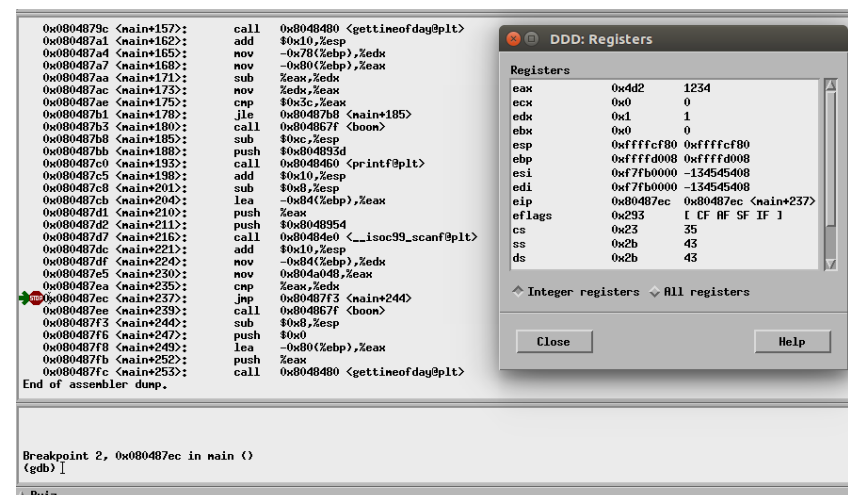 0x0804879c <main+157>: call 0x8048480 <gettimeofday@plt>
0x080487a1 <main+162>: add $0x10,%esp
0x080487a4 <main+165>: mov -0x78(%ebp),%edx
0x080487a7 <main+168>: mov -0x80(%ebp),%eax
0x080487aa <main+171>: sub %eax,%edx
0x080487ac <main+173>: mov %edx,%eax
0x080487ae <main+175>: cmp $0x3c,%eax
0x080487b1 <main+178>: jle 0x80487b8 <main+185>
0x080487b3 <main+180>: call 0x804867f <boom>
0x080487b8 <main+185>: sub $0xc,%esp
0x080487bb <main+188>: push $0x804893d
0x080487c0 <main+193>: call 0x8048460 <printf@plt>
0x080487c5 <main+198>: add $0x10,%esp
0x080487c8 <main+201>: sub $0x8,%esp
0x080487cb <main+204>: lea -0x84(%ebp),%eax
0x080487d1 <main+210>: push %eax
0x080487d2 <main+211>: push $0x8048954
0x080487d7 <main+216>: call 0x80484e0 <__isoc99_scanf@plt>
0x080487dc <main+221>: add $0x10,%esp
0x080487df <main+224>: mov -0x84(%ebp),%edx
0x080487e5 <main+230>: mov 0x804a048,%eax
0x080487ea <main+235>: cmp %eax,%edx
STOP 0x080487ec <main+237>: jmp 0x80487f3 <main+244>
0x080487ee <main+239>: call 0x804867f <boom>
0x080487f3 <main+244>: sub $0x8,%esp
0x080487f6 <main+247>: push $0x0
0x080487f8 <main+249>: lea -0x80(%ebp),%eax
0x080487fb <main+252>: push %eax
0x080487fc <main+253>: call 0x8048480 <gettimeofday@plt>
End of assembler dump.
Breakpoint 2, 0x080487ec in main ()
(gdb)
DDD: Registers
Registers
eax 0x4d2 1234
ecx 0x0 0
edx 0x1 1
ebx 0x0 0
esp 0xffffcf80 0xffffcf80
ebp 0xffffd008 0xffffd008
esi 0xf7fb0000 -134545408
edi 0xf7fb0000 -134545408
eip 0x80487ec 0x80487ec <main+237>
eflags 0x293 [ CF AF SF IF ]
cs 0x23 35
ss 0x2b 43
ds 0x2b 43
Integer registers All registers
Close Help